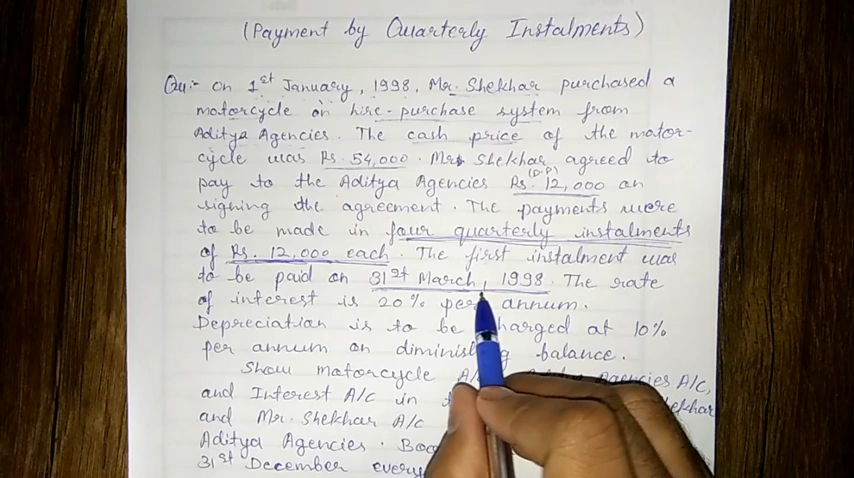 (Payment by Quarterly Instalments)
Qu:- On 1st January, 1998, Mr. Shekhar purchased a
motorcycle on hire-purchase system from
Aditya Agencies. The cash price of the motor-
cycle was Rs. 54,000. Mr. Shekhar agreed to
(D.P)
pay to the Aditya Agencies Rs. 12,000 on
signing the agreement. The payments were
to be made in four quarterly instalments
of Rs. 12,000 each. The first instalment was
to be paid on 31st March, 1998. The rate
of interest is 20% per annum.
Depreciation is to be charged at 10%
per annum on diminishing balance.
Show motorcycle A/C, Agencies A/C,
and Interest A/C in Shekhar
and Mr. Shekhar A/C
Aditya Agencies.
31st December every